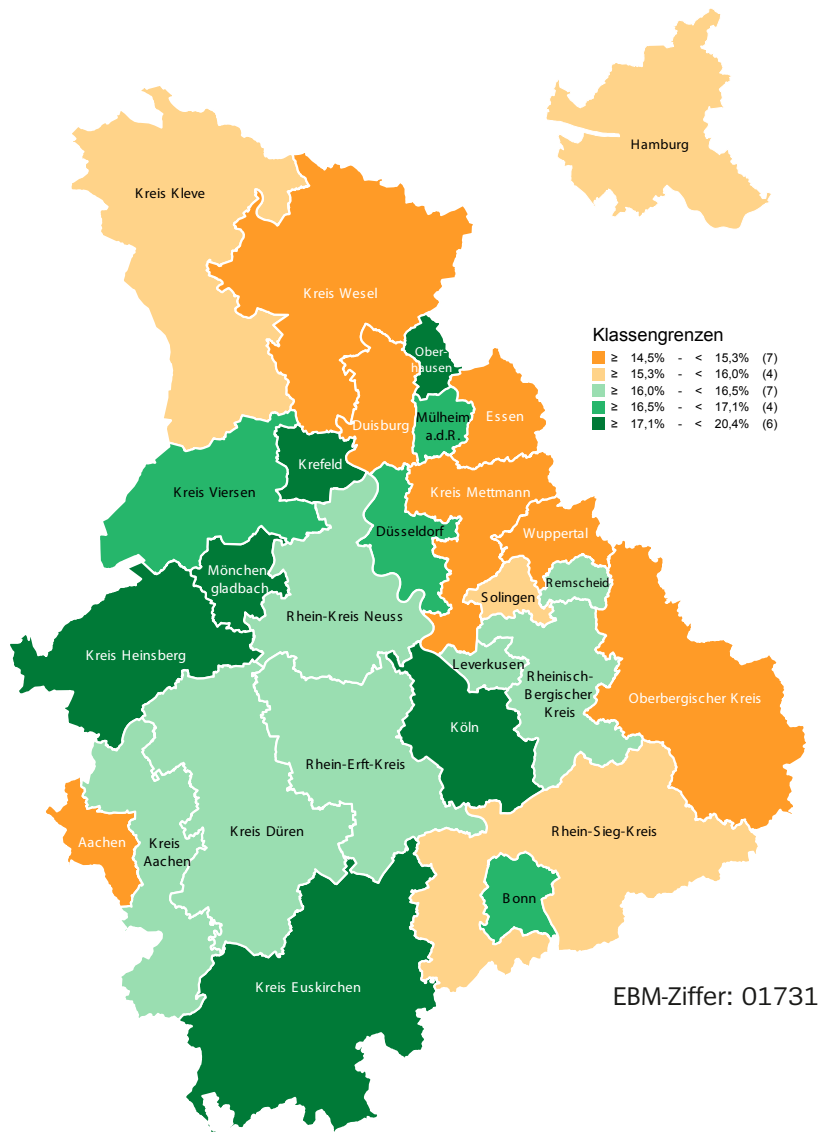 Hamburg
Kreis Kleve
Kreis Wesel
Klassengrenzen
≥ 14,5% - < 15,3% (7)
≥ 15,3% - < 16,0% (4)
≥ 16,0% - < 16,5% (7)
≥ 16,5% - < 17,1% (4)
≥ 17,1% - < 20,4% (6)
Ober-
hausen
Duisburg
Mülheim
a.d.R.
Essen
Krefeld
Kreis Viersen
Kreis Mettmann
Düsseldorf
Wuppertal
Mönchen
gladbach
Remscheid
Solingen
Rhein-Kreis Neuss
Kreis Heinsberg
Leverkusen
Rheinisch-
Bergischer
Kreis
Oberbergischer Kreis
Köln
Rhein-Erft-Kreis
Aachen
Kreis
Aachen
Kreis Düren
Rhein-Sieg-Kreis
Bonn
Kreis Euskirchen
EBM-Ziffer: 01731